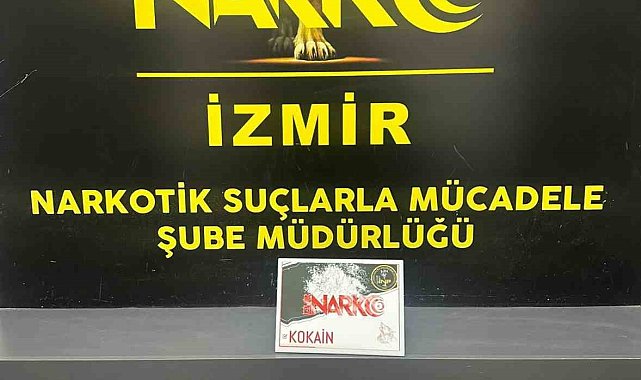 NARKO
İZMİR
NARKOTİK SUÇLARLA MÜCADELE
ŞUBE MÜDÜRLÜĞÜ
NARKO
KOKAİN